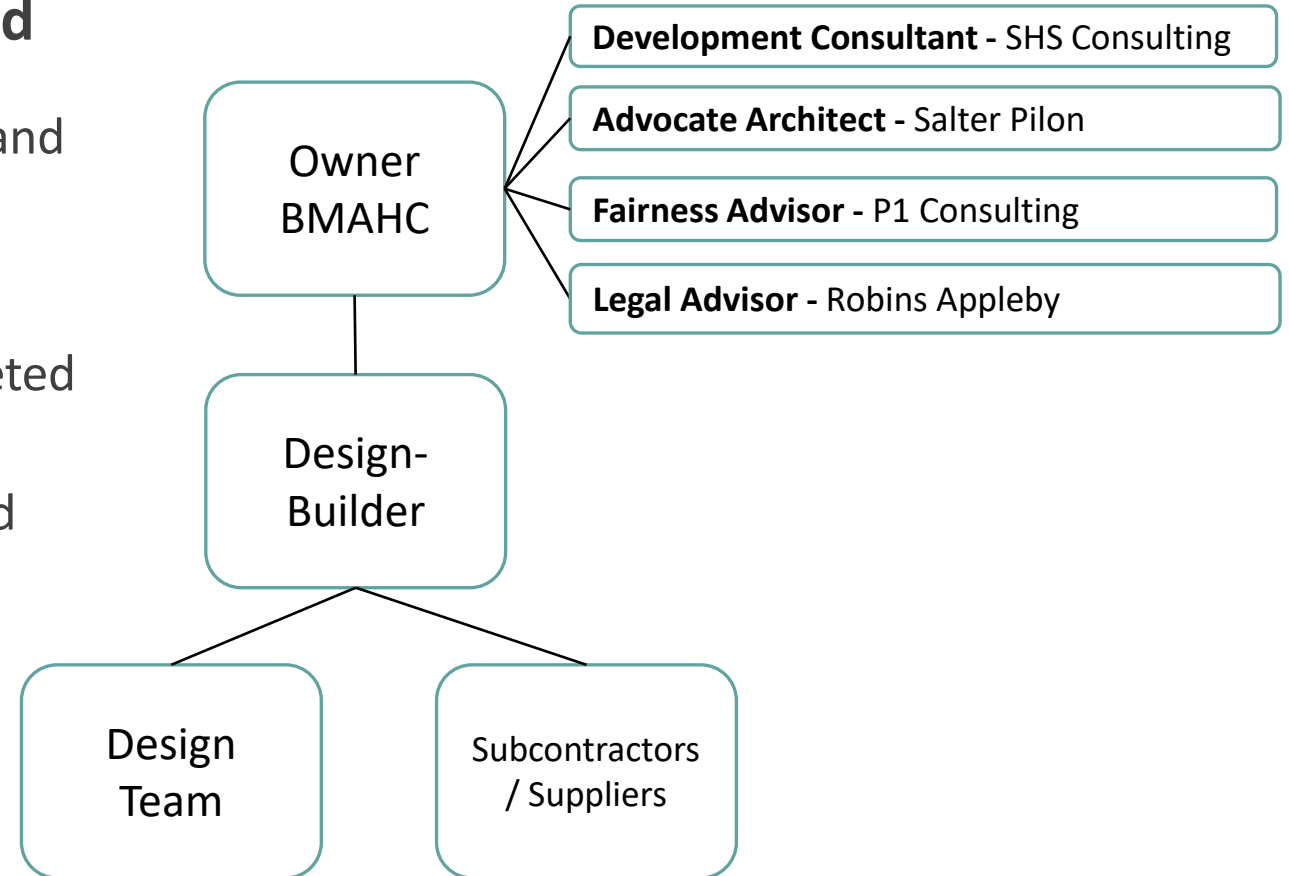 d
and
eted
d
Development Consultant - SHS Consulting
Advocate Architect - Salter Pilon
Fairness Advisor - P1 Consulting
Legal Advisor - Robins Appleby
Owner
BMAHC
Design-
Builder
Design
Team
Subcontractors
/ Suppliers